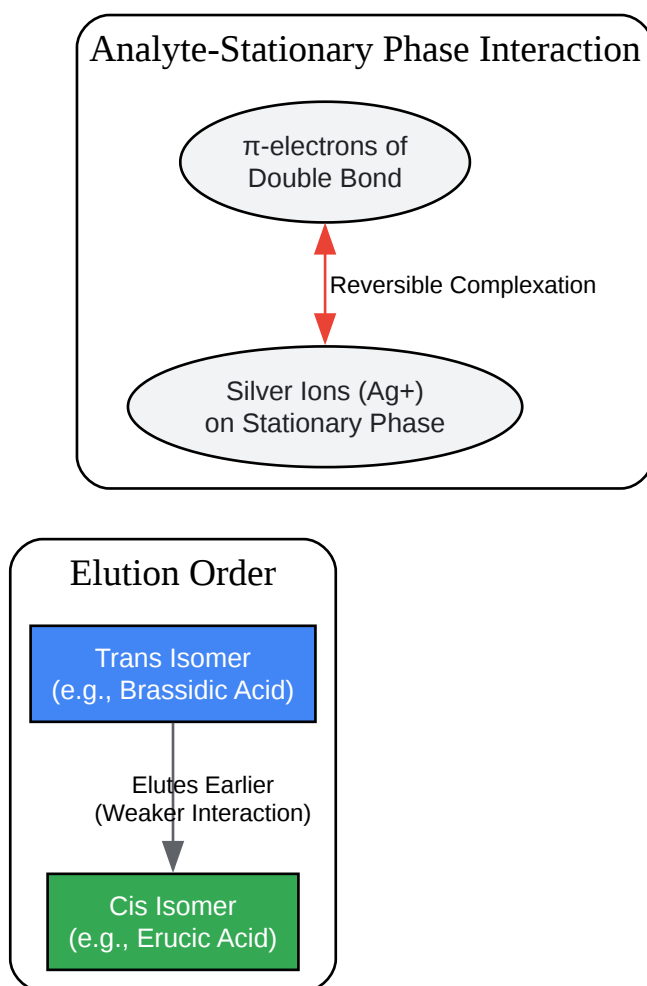 Analyte-Stationary Phase Interaction
π-electrons of
Double Bond
Reversible Complexation
Silver Ions (Ag+)
on Stationary Phase
Elution Order
Trans Isomer
(e.g., Brassidic Acid)
Elutes Earlier
(Weaker Interaction)
Cis Isomer
(e.g., Erucic Acid)